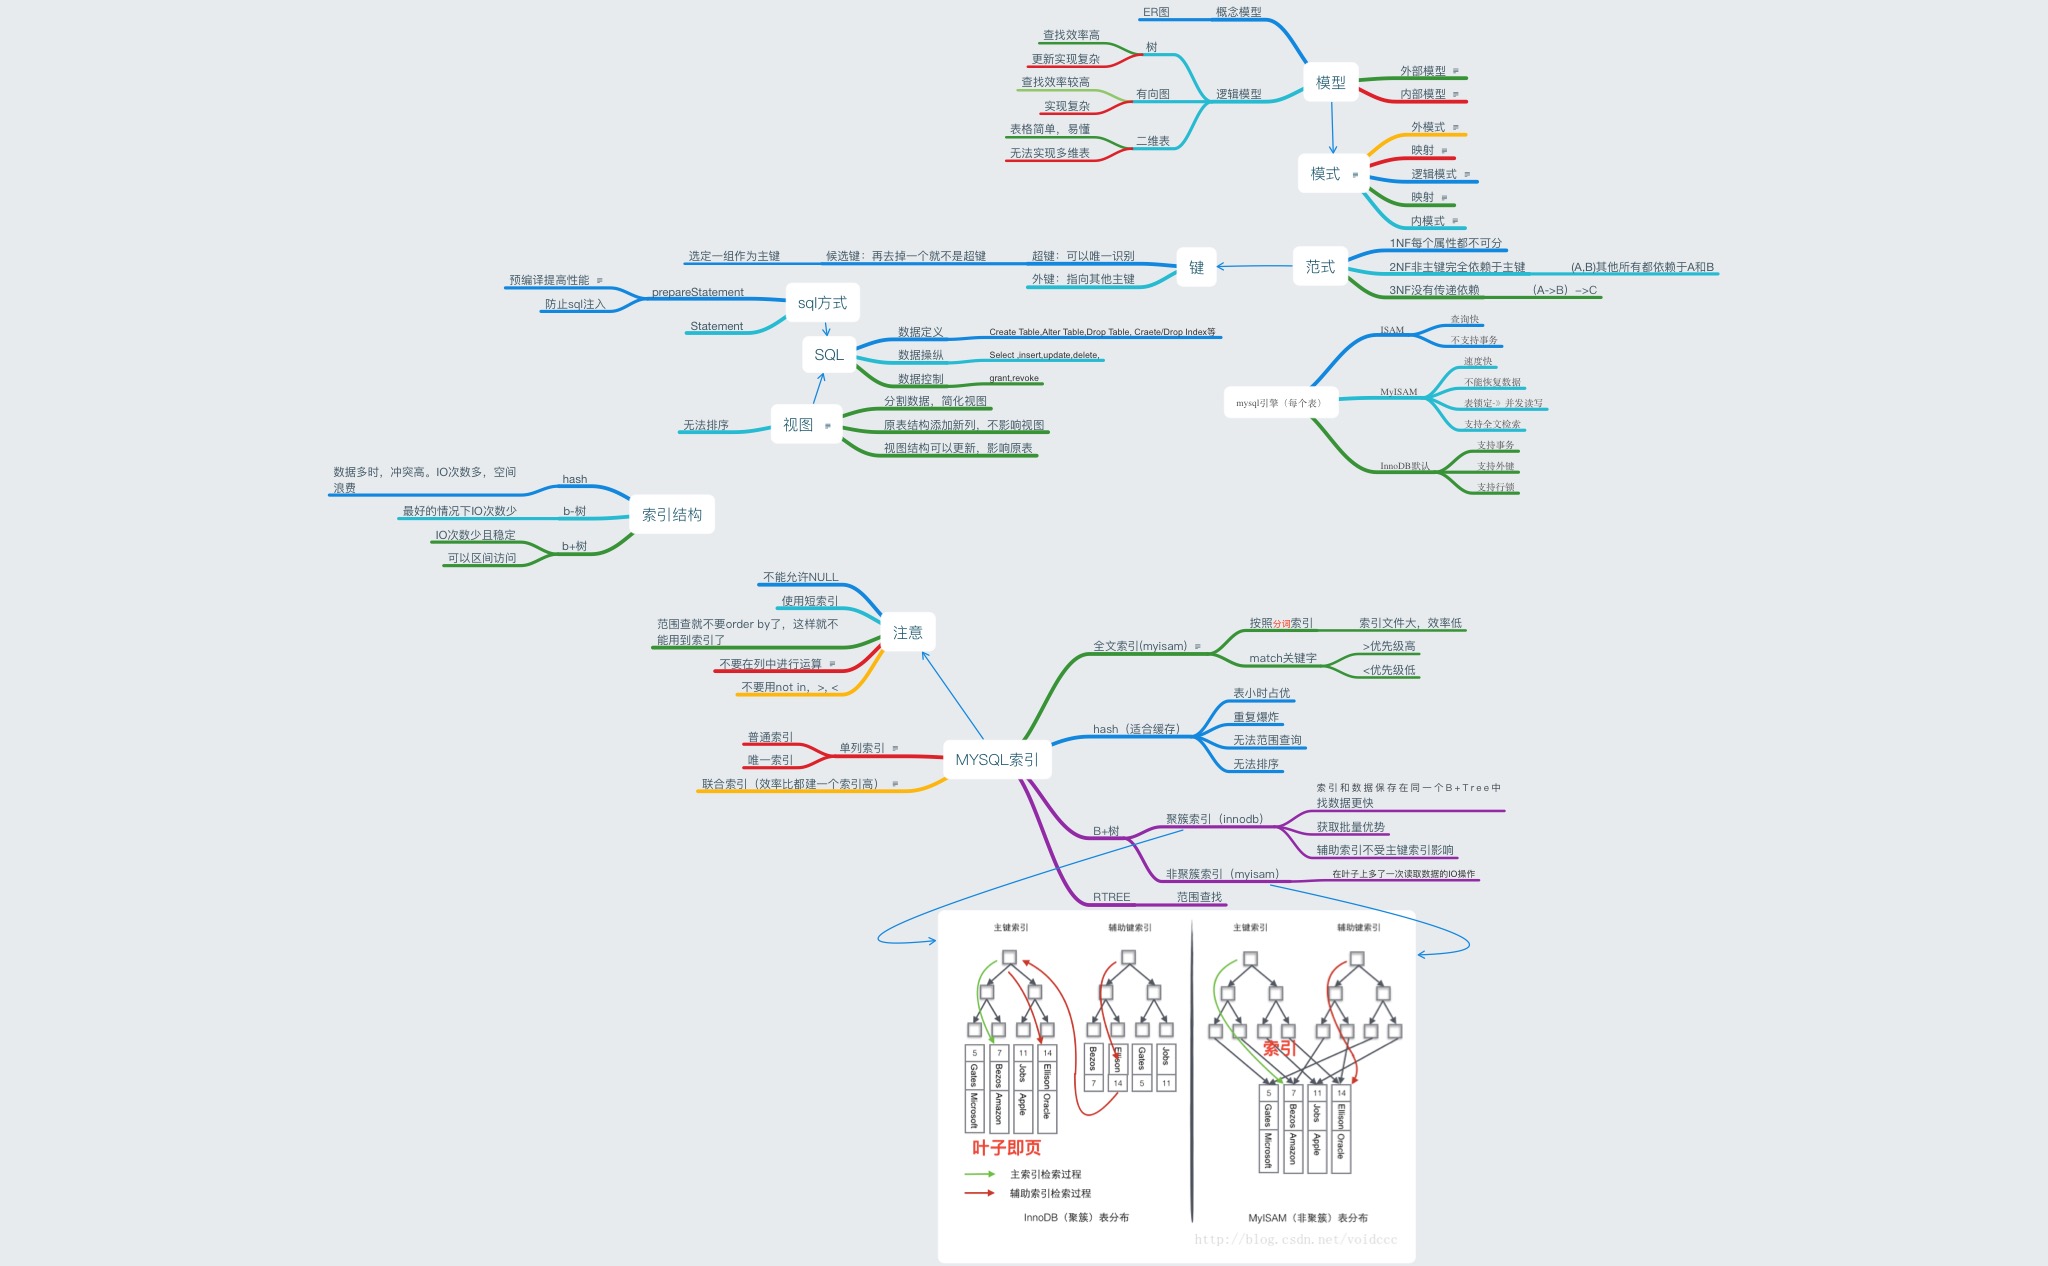 ER图
概念模型
查找效率高
树
更新实现复杂
查找效率较高
有向图
逻辑模型
实现复杂
表格简单，易懂
二维表
无法实现多维表
模型
外部模型
内部模型
模式
外模式
映射
逻辑模式
映射
内模式
选定一组作为主键
候选键：再去掉一个就不是超键
超键：可以唯一识别
外键：指向其他主键
键
范式
1NF每个属性都不可分
2NF非主键完全依赖于主键
(A,B)其他所有都依赖于A和B
3NF没有传递依赖
（A->B）->C
预编译提高性能
防止sql注入
prepareStatement
Statement
sql方式
SQL
数据定义
Create Table,Alter Table,Drop Table, Craete/Drop Index等
数据操纵
Select ,insert,update,delete,
数据控制
grant,revoke
无法排序
视图
分割数据，简化视图
原表结构添加新列，不影响视图
视图结构可以更新，影响原表
mysql引擎（每个表）
ISAM
查询快
不支持事务
MyISAM
速度快
不能恢复数据
表锁定-》并发读写
支持全文检索
InnoDB默认
支持事务
支持外键
支持行锁
数据多时，冲突高。IO次数多，空间
浪费
hash
最好的情况下IO次数少
b-树
IO次数少且稳定
可以区间访问
b+树
索引结构
不能允许NULL
使用短索引
范围查就不要order by了，这样就不
能用到索引了
不要在列中进行运算
不要用not in，>, <
注意
普通索引
唯一索引
单列索引
联合索引（效率比都建一个索引高）
MYSQL索引
全文索引(myisam)
按照分词索引
索引文件大，效率低
match关键字
>优先级高
<优先级低
hash（适合缓存）
表小时占优
重复爆炸
无法范围查询
无法排序
B+树
聚簇索引（innodb）
索引和数据保存在同一个B+Tree中
找数据更快
获取批量优势
辅助索引不受主键索引影响
非聚簇索引（myisam）
在叶子上多了一次读取数据的IO操作
RTREE
范围查找
主键索引
辅助键索引
主键索引
辅助键索引
5
7
11
14
Gates
Bezos
Jobs
Ellison
Microsoft
Amazon
Apple
Oracle
Bezos
Ellison
Gates
Jobs
7
14
5
11
索引
5
7
11
14
Gates
Bezos
Jobs
Ellison
Microsoft
Amazon
Apple
Oracle
叶子即页
主索引检索过程
辅助索引检索过程
InnoDB（聚簇）表分布
MyISAM（非聚簇）表分布
http://blog.csdn.net/voidccc